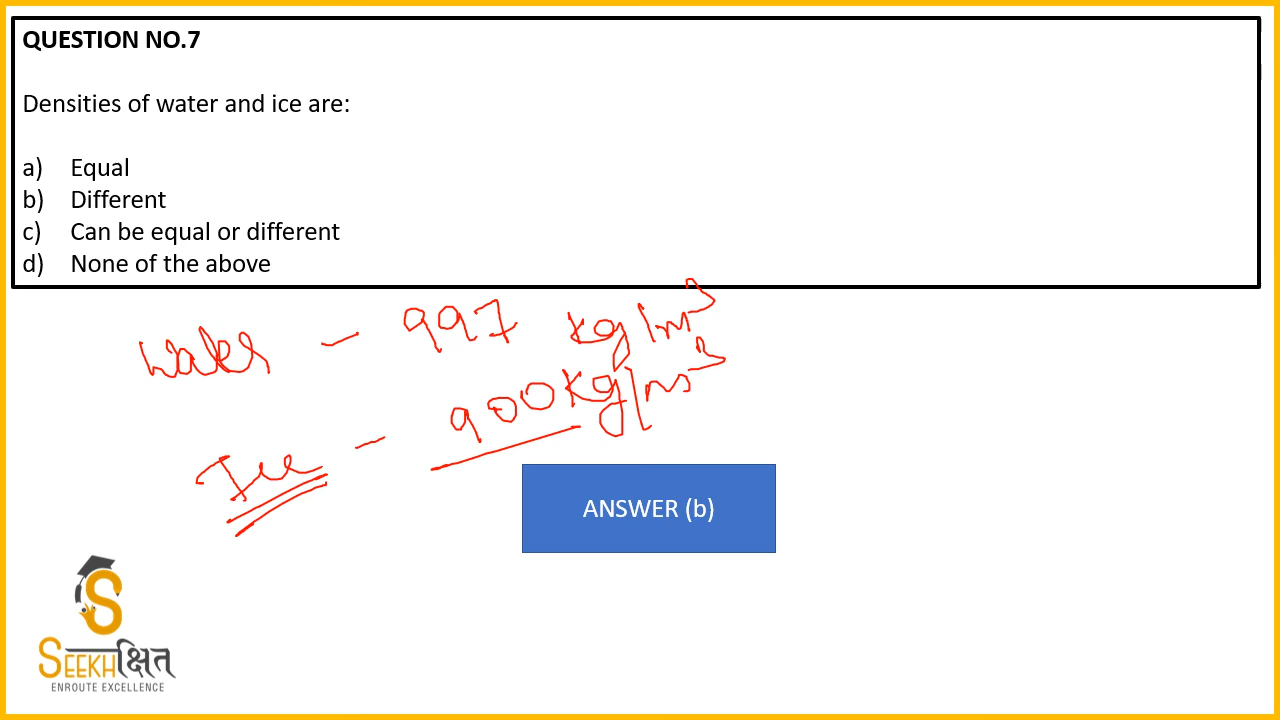 QUESTION NO.7
Densities of water and ice are:
a) Equal
b) Different
c) Can be equal or different
d) None of the above
Water - 997 kg/m³
Ice - 900kg/m³
ANSWER (b)
SEEKHक्षित
ENROUTE EXCELLENCE